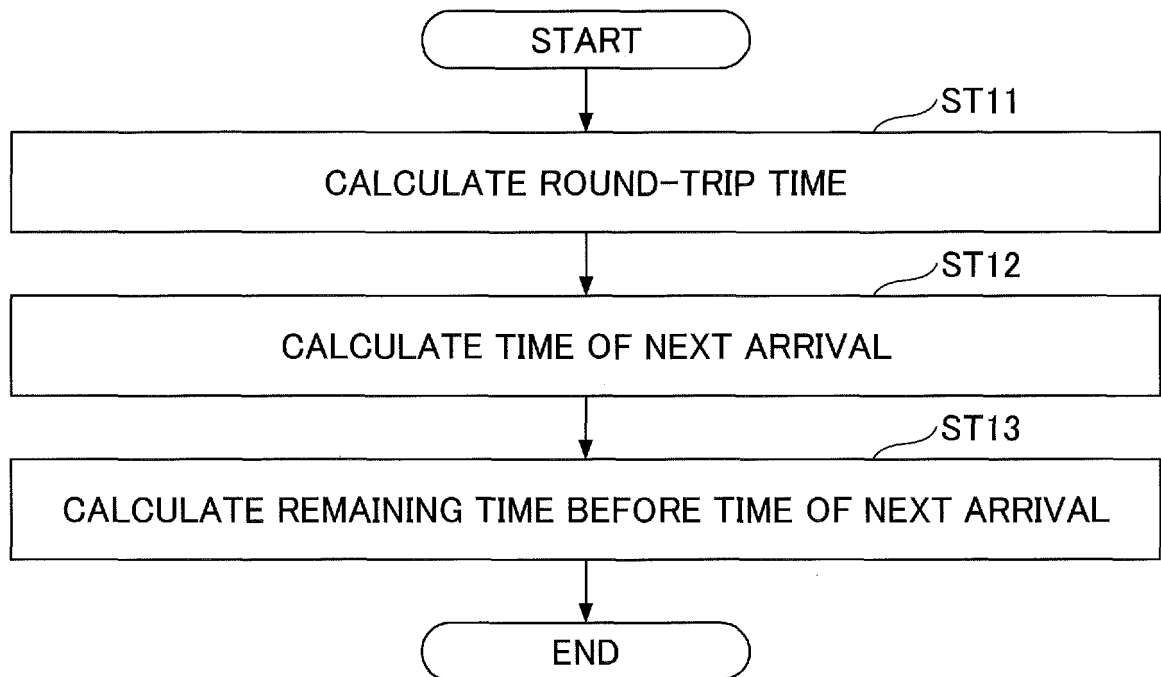 START
ST11
CALCULATE ROUND-TRIP TIME
ST12
CALCULATE TIME OF NEXT ARRIVAL
ST13
CALCULATE REMAINING TIME BEFORE TIME OF NEXT ARRIVAL
END